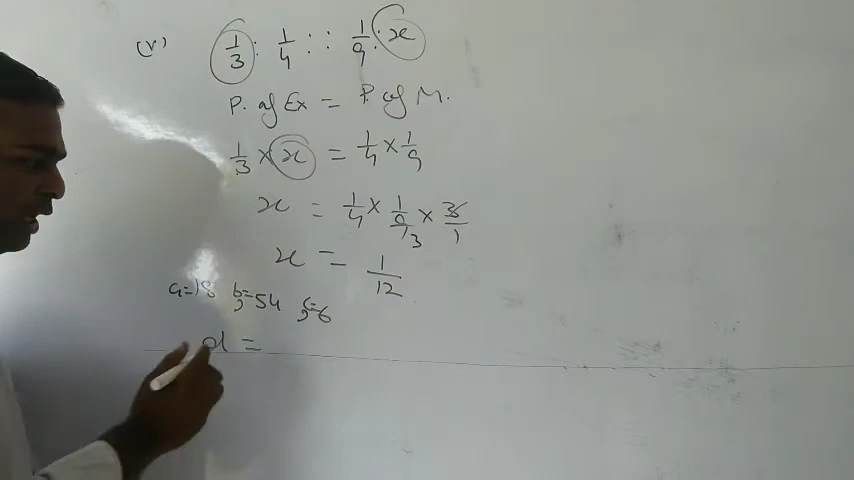 (v) 1/3 : 1/4 :: 1/9 : x
P. of Ex = P. of M.
1/3 × x = 1/4 × 1/9
x = 1/4 × 1/9 3 × 3/1
x = 1/12
a=18, b=54, c=6
d =